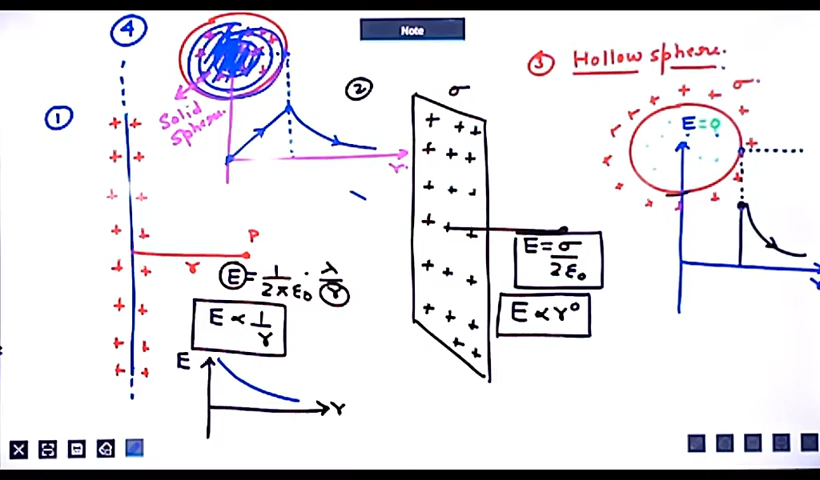 ④
Note
②
σ
③ Hollow sphere.
σ
①
Solid
sphere
r
E=0
P
r
E = 1/2πε₀ · λ/r
E ∝ 1/r
E
r
E = σ/2ε₀
E ∝ r⁰
r